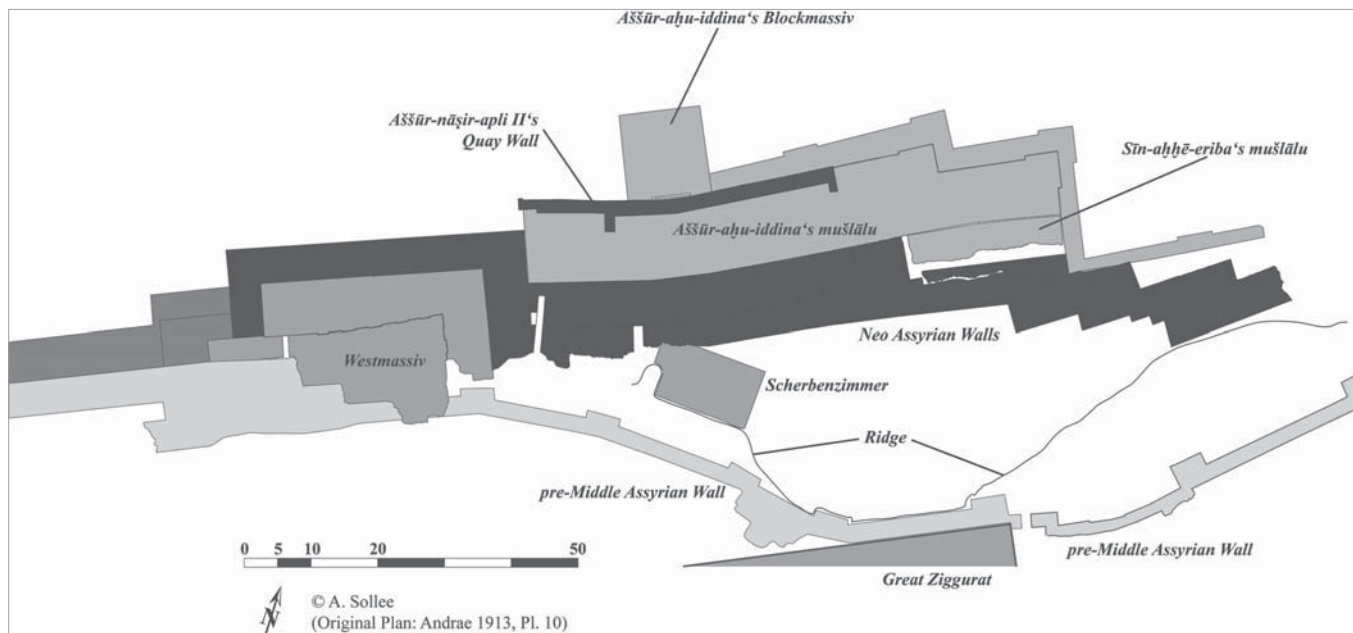 Aššūr-aḫu-iddina‘s Blockmassiv
Aššūr-nāṣir-apli II‘s
Quay Wall
Sīn-aḫḫē-eriba‘s mušlālu
Aššūr-aḫu-iddina‘s mušlālu
Neo Assyrian Walls
Westmassiv
Scherbenzimmer
Ridge
pre-Middle Assyrian Wall
pre-Middle Assyrian Wall
Great Ziggurat
0 5 10 20 50
N
© A. Sollee
(Original Plan: Andrae 1913, Pl. 10)